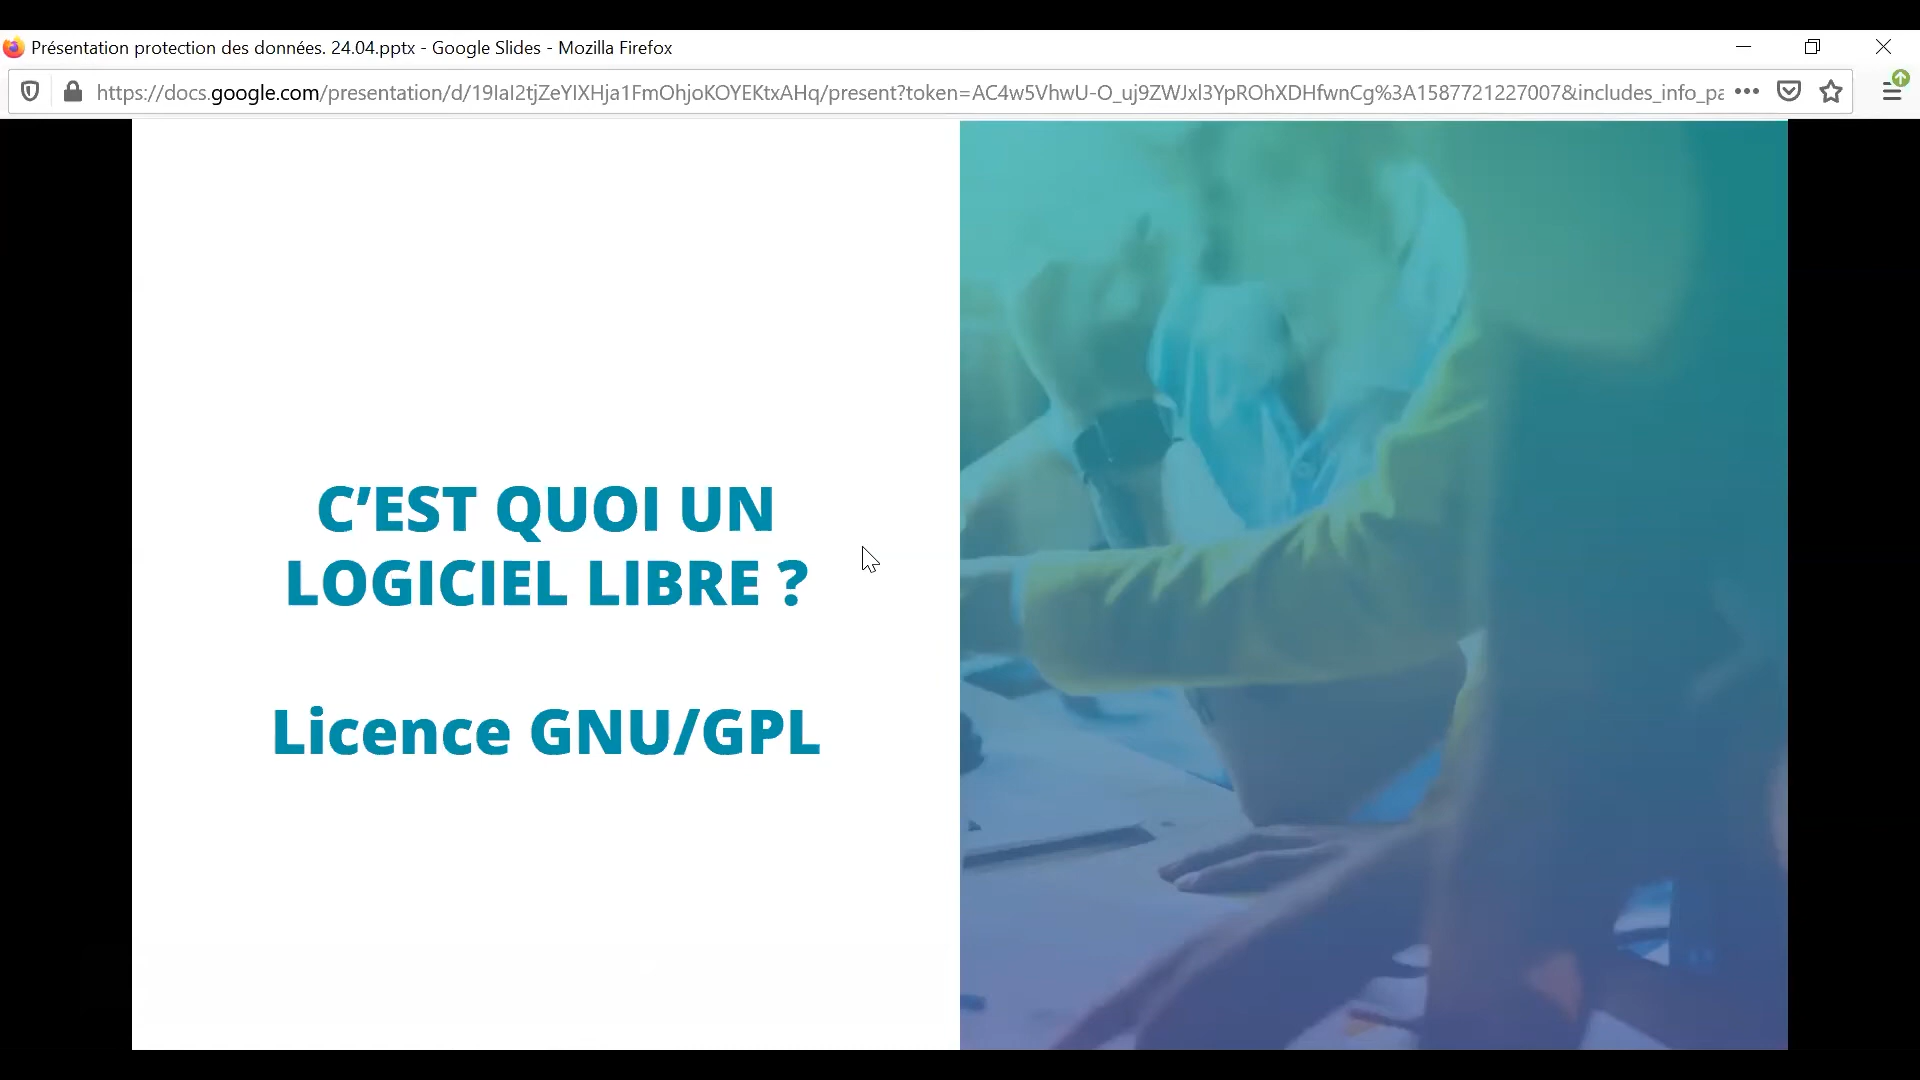 Présentation protection des données. 24.04.pptx - Google Slides - Mozilla Firefox
https://docs.google.com/presentation/d/19IaI2tjZeYIXHja1FmOhjoKOYEKtxAHq/present?token=AC4w5VhwU-O_uj9ZWJxl3YpROhXDHfwnCg%3A1587721227007&includes_info_pa
C’EST QUOI UN
LOGICIEL LIBRE ?
Licence GNU/GPL